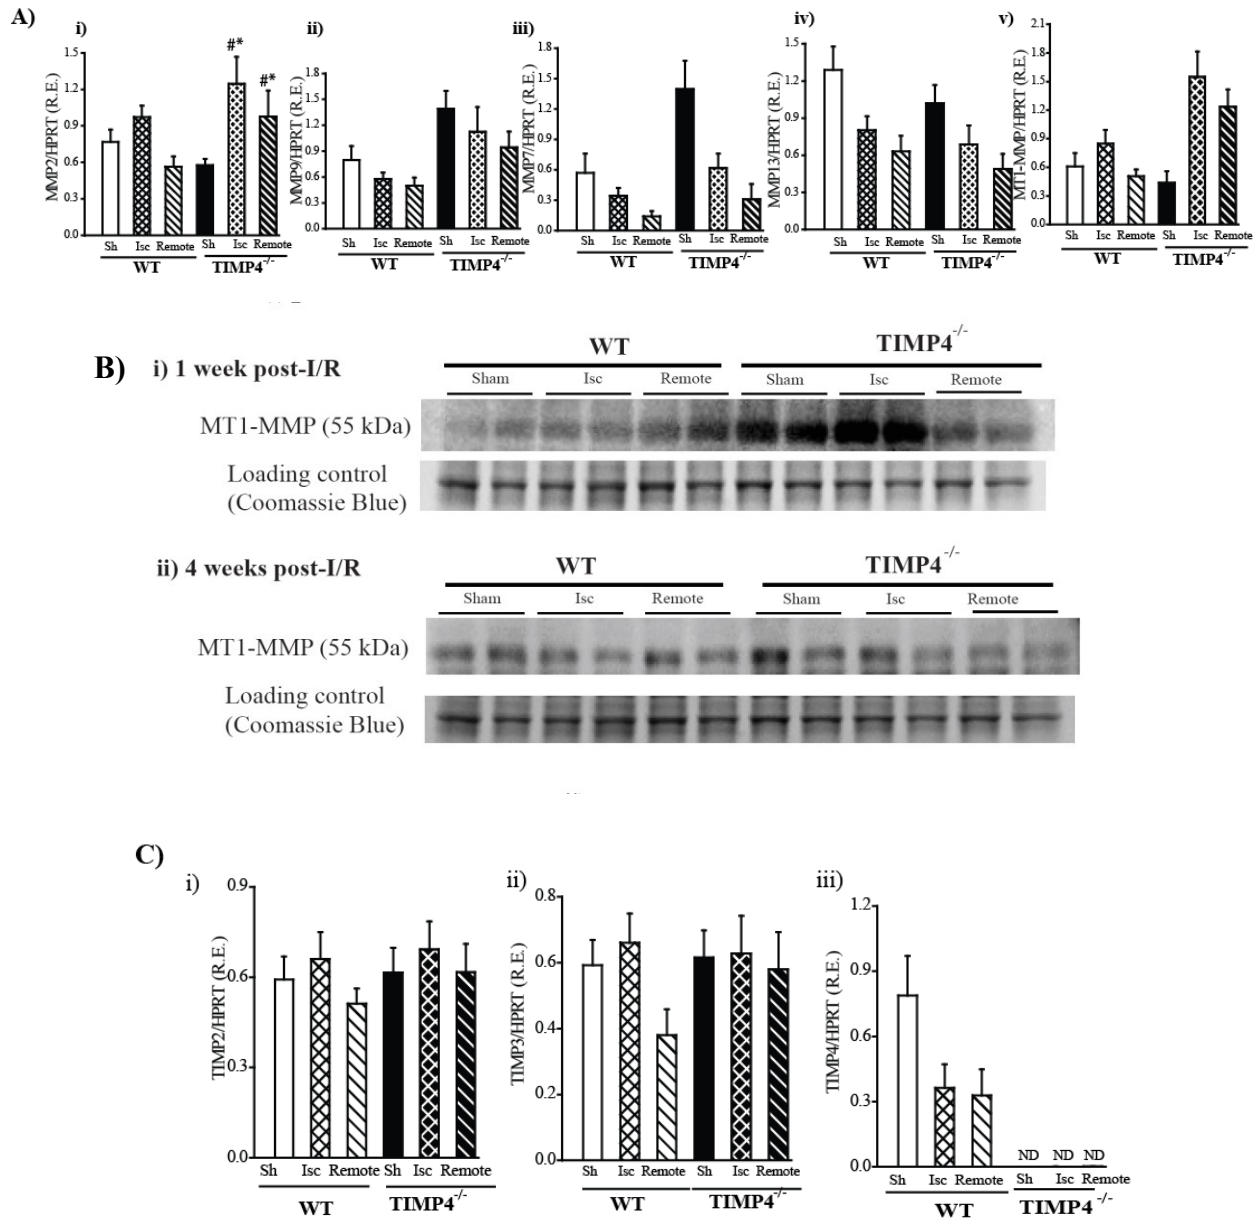 A)
i)
MMP2/HPRT (R.E.)
1.5
1.2
0.9
0.6
0.3
0.0
#*
#*
Sh Isc Remote Sh Isc Remote
WT TIMP4-/-
ii)
MMP9/HPRT (R.E.)
1.8
1.5
1.2
0.9
0.6
0.3
0.0
Sh Isc Remote Sh Isc Remote
WT TIMP4-/-
iii)
MMP7/HPRT (R.E.)
1.8
1.5
1.2
0.9
0.6
0.3
0.0
Sh Isc Remote Sh Isc Remote
WT TIMP4-/-
iv)
MMP13/HPRT (R.E.)
1.5
1.2
0.9
0.6
0.3
0.0
Sh Isc Remote Sh Isc Remote
WT TIMP4-/-
v)
MT1-MMP/HPRT (R.E.)
2.1
1.8
1.5
1.2
0.9
0.6
0.3
0.0
Sh Isc Remote Sh Isc Remote
WT TIMP4-/-
B)
i) 1 week post-I/R
WT TIMP4-/-
Sham Isc Remote Sham Isc Remote
MT1-MMP (55 kDa)
Loading control
(Coomassie Blue)
ii) 4 weeks post-I/R
WT TIMP4-/-
Sham Isc Remote Sham Isc Remote
MT1-MMP (55 kDa)
Loading control
(Coomassie Blue)
C)
i)
TIMP2/HPRT (R.E.)
0.9
0.6
0.3
0.0
Sh Isc Remote Sh Isc Remote
WT TIMP4-/-
ii)
TIMP3/HPRT (R.E.)
0.8
0.6
0.4
0.2
0.0
Sh Isc Remote Sh Isc Remote
WT TIMP4-/-
iii)
TIMP4/HPRT (R.E.)
1.2
0.9
0.6
0.3
0.0
ND ND ND
Sh Isc Remote Sh Isc Remote
WT TIMP4-/-